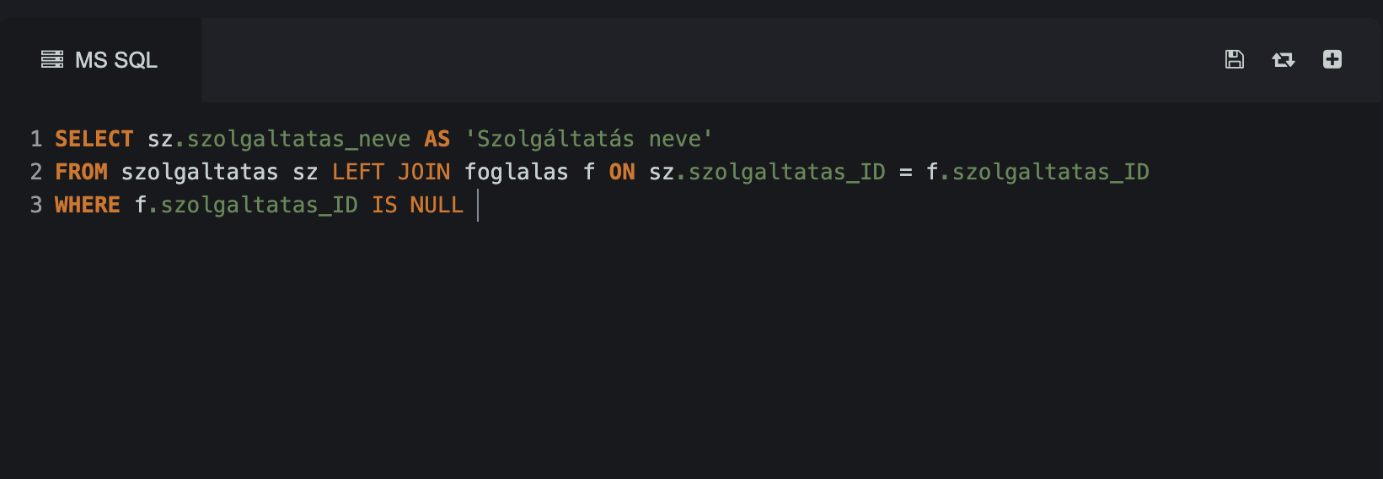 MS SQL
1 SELECT sz.szolgaltatas_neve AS 'Szolgáltatás neve'
2 FROM szolgaltatas sz LEFT JOIN foglalas f ON sz.szolgaltatas_ID = f.szolgaltatas_ID
3 WHERE f.szolgaltatas_ID IS NULL